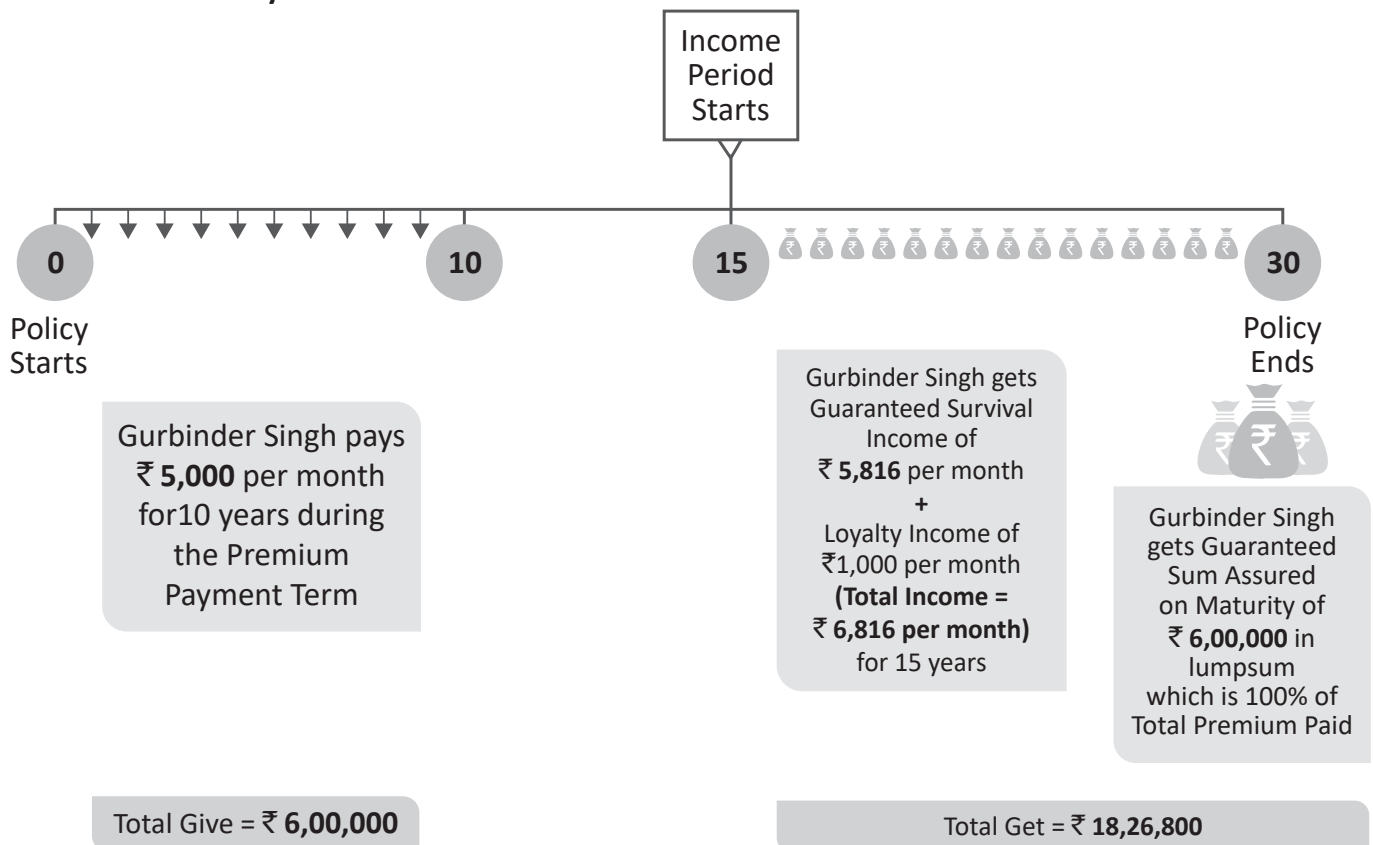 Income
Period
Starts
0
10
15
₹ ₹ ₹ ₹ ₹ ₹ ₹ ₹ ₹ ₹ ₹ ₹ ₹ ₹ ₹
30
Policy
Starts
Policy
Ends
Gurbinder Singh pays
₹ 5,000 per month
for10 years during
the Premium
Payment Term
Gurbinder Singh gets
Guaranteed Survival
Income of
₹ 5,816 per month
+
Loyalty Income of
₹1,000 per month
(Total Income =
₹ 6,816 per month)
for 15 years
₹ ₹ ₹
Gurbinder Singh
gets Guaranteed
Sum Assured
on Maturity of
₹ 6,00,000 in
lumpsum
which is 100% of
Total Premium Paid
Total Give = ₹ 6,00,000
Total Get = ₹ 18,26,800